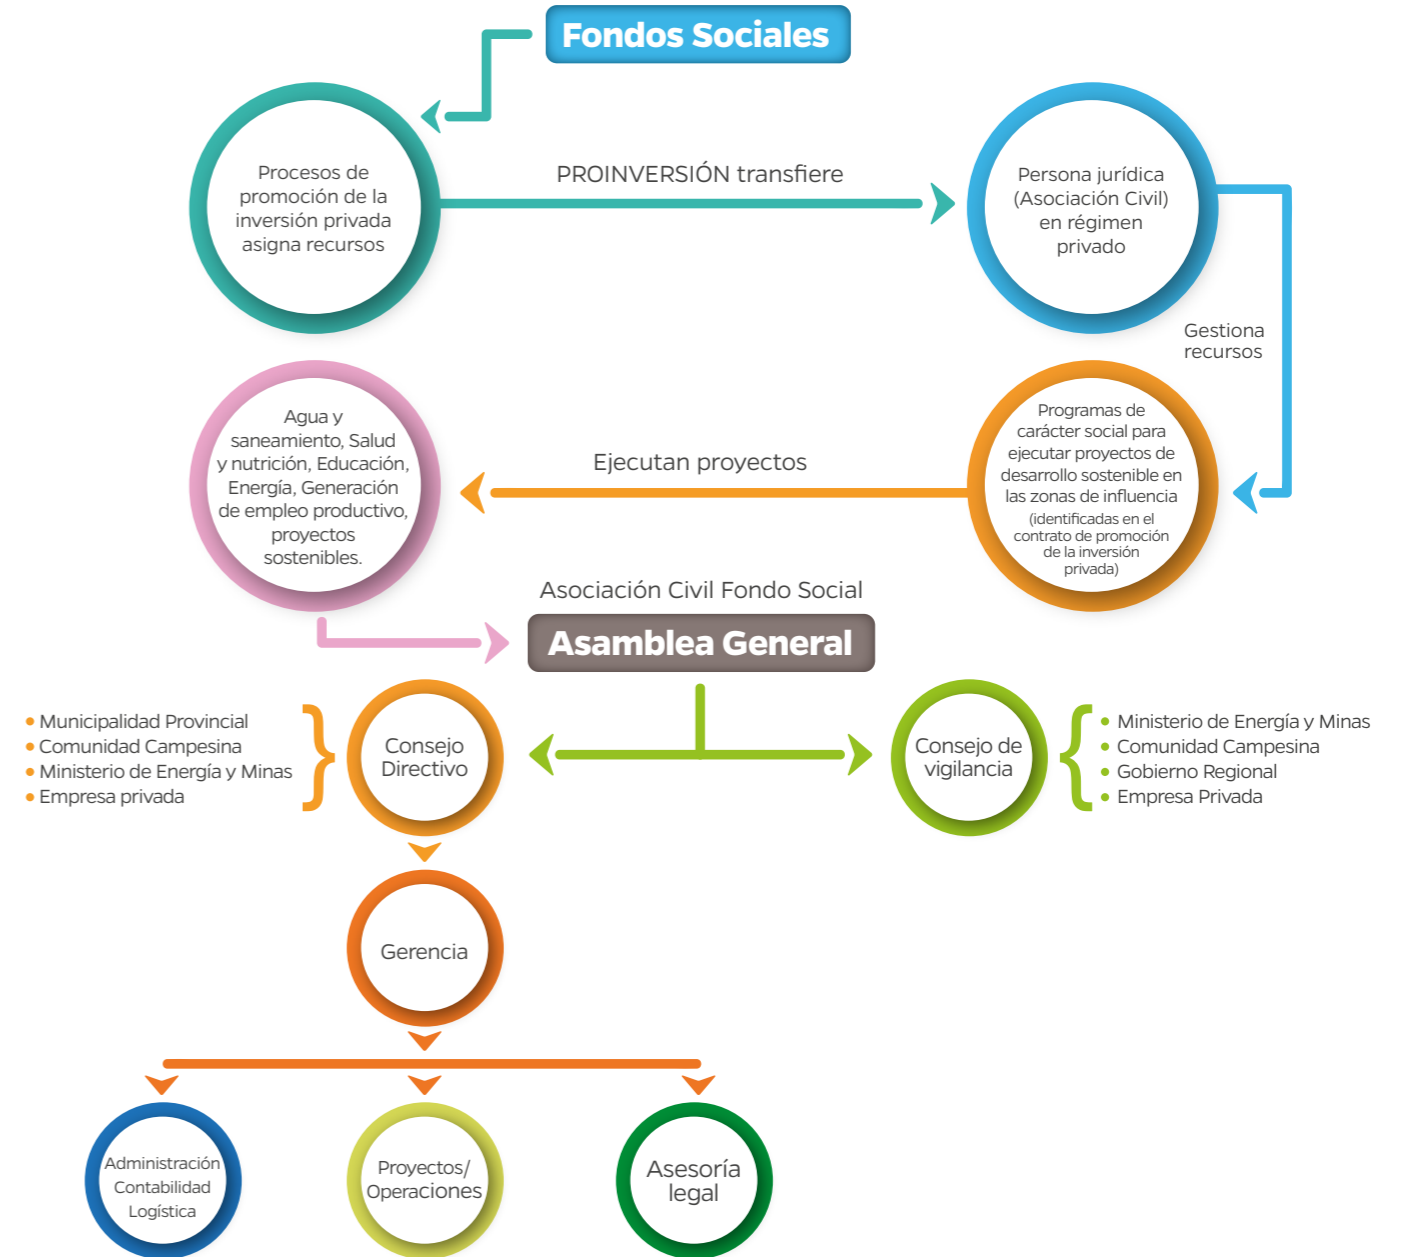 Fondos Sociales
Procesos de
promoción de la
inversión privada
asigna recursos
PROINVERSIÓN transfiere
Persona jurídica
(Asociación Civil)
en régimen
privado
Gestiona
recursos
Programas de
carácter social para
ejecutar proyectos de
desarrollo sostenible en
las zonas de influencia
(identificadas en el
contrato de promoción
de la inversión
privada)
Ejecutan proyectos
Agua y
saneamiento, Salud
y nutrición, Educación,
Energía, Generación
de empleo productivo,
proyectos
sostenibles.
Asociación Civil Fondo Social
Asamblea General
• Municipalidad Provincial
• Comunidad Campesina
• Ministerio de Energía y Minas
• Empresa privada
Consejo
Directivo
Consejo de
vigilancia
• Ministerio de Energía y Minas
• Comunidad Campesina
• Gobierno Regional
• Empresa Privada
Gerencia
Administración
Contabilidad
Logística
Proyectos/
Operaciones
Asesoría
legal